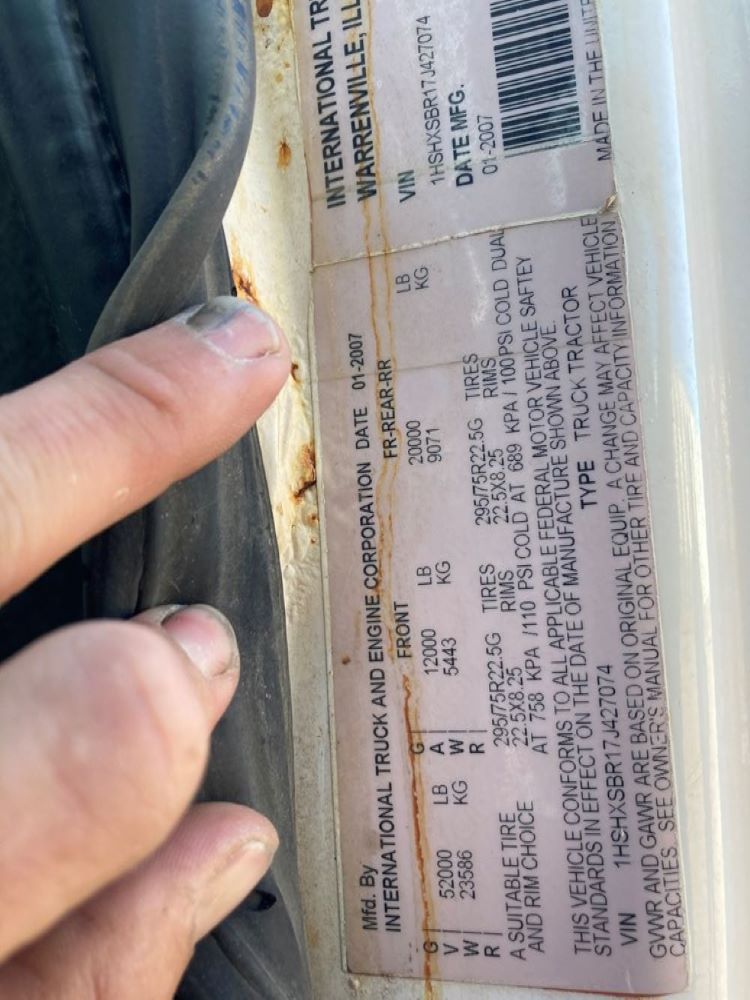 Mfd. By
INTERNATIONAL TRUCK AND ENGINE CORPORATION DATE 01-2007
G V W R
52000 LB
23586 KG
G A W R
FRONT
12000 LB
5443 KG
FR-REAR-RR
20000 LB
9071 KG
A SUITABLE TIRE
AND RIM CHOICE
295/75R22.5G TIRES
22.5X8.25 RIMS
AT 758 KPA /110 PSI COLD
295/75R22.5G TIRES
22.5X8.25 RIMS
AT 689 KPA / 100 PSI COLD DUAL
THIS VEHICLE CONFORMS TO ALL APPLICABLE FEDERAL MOTOR VEHICLE SAFTEY
STANDARDS IN EFFECT ON THE DATE OF MANUFACTURE SHOWN ABOVE.
VIN 1HSHXSBR17J427074 TYPE TRUCK TRACTOR
GVWR AND GAWR ARE BASED ON ORIGINAL EQUIP. A CHANGE MAY AFFECT VEHICLE
CAPACITIES. SEE OWNER'S MANUAL FOR OTHER TIRE AND CAPACITY INFORMATION
INTERNATIONAL TR
WARRENVILLE, ILL
VIN
1HSHXSBR17J427074
DATE MFG.
01-2007
MADE IN THE UNITE